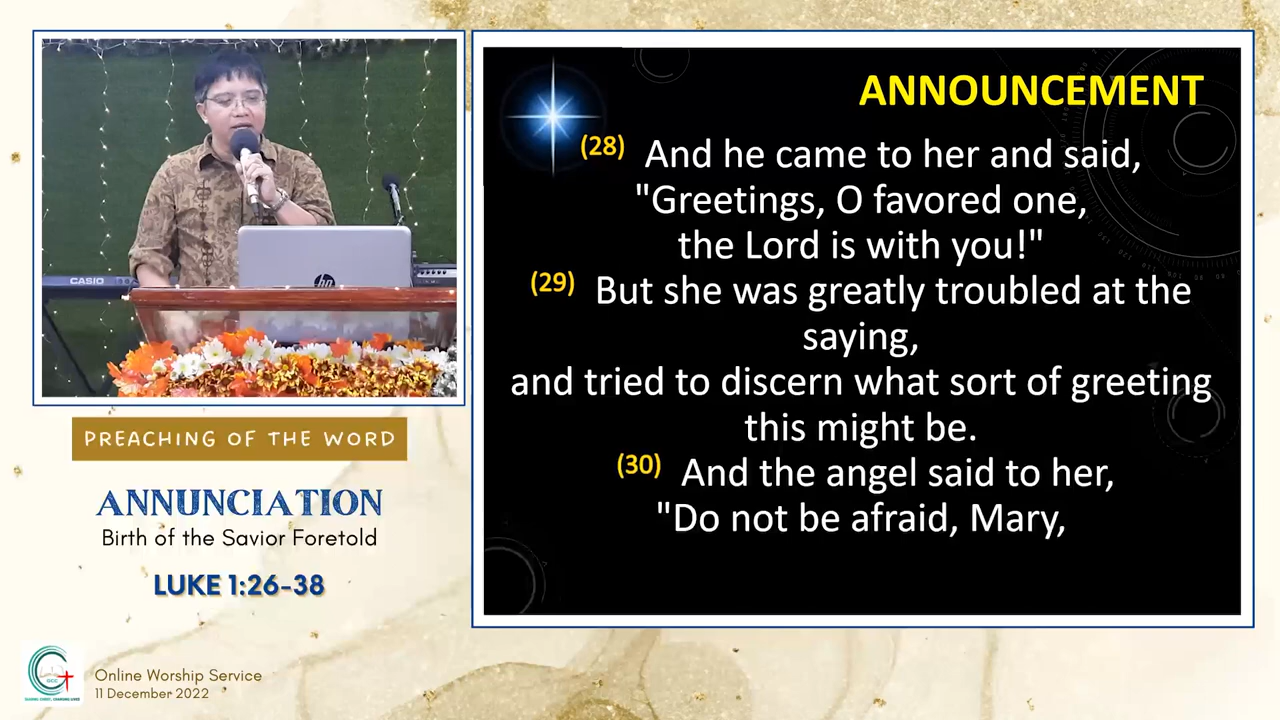 CASIO
hp
PREACHING OF THE WORD
ANNUNCIATION
Birth of the Savior Foretold
LUKE 1:26-38
Online Worship Service
11 December 2022
ANNOUNCEMENT
(28) And he came to her and said,
"Greetings, O favored one,
the Lord is with you!"
(29) But she was greatly troubled at the
saying,
and tried to discern what sort of greeting
this might be.
(30) And the angel said to her,
"Do not be afraid, Mary,